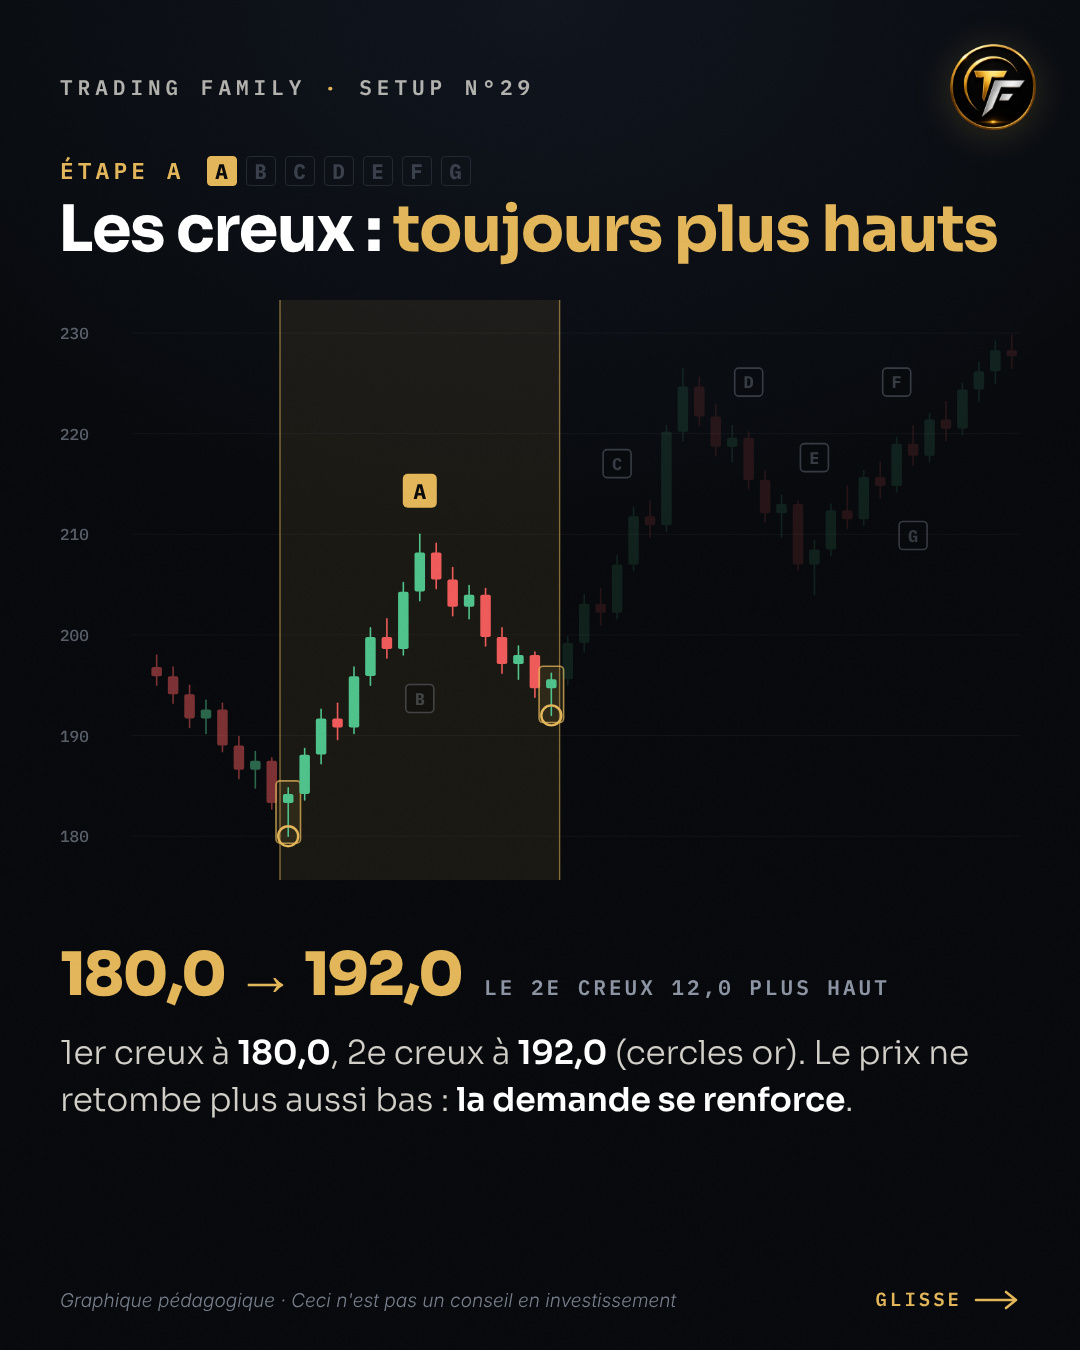 TRADING FAMILY · SETUP N°29
TF
ÉTAPE A A B C D E F G
Les creux : toujours plus hauts
230
220
210
200
190
180
A
B
C
D
E
F
G
180,0 → 192,0 LE 2E CREUX 12,0 PLUS HAUT
1er creux à 180,0, 2e creux à 192,0 (cercles or). Le prix ne
retombe plus aussi bas : la demande se renforce.
Graphique pédagogique · Ceci n'est pas un conseil en investissement
GLISSE →